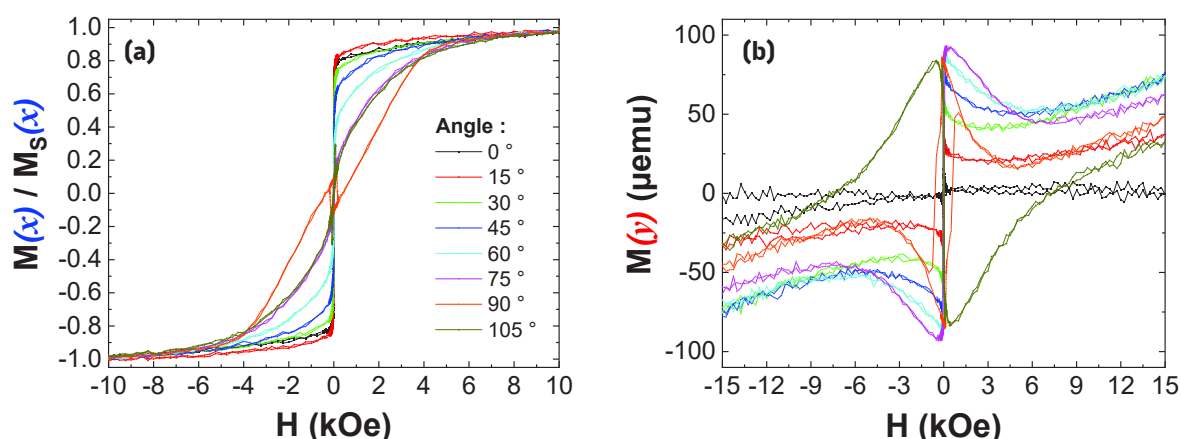 (a)
M(x) / M_S(x)
1.0
0.8
0.6
0.4
0.2
0.0
-0.2
-0.4
-0.6
-0.8
-1.0
Angle :
0 °
15 °
30 °
45 °
60 °
75 °
90 °
105 °
-10 -8 -6 -4 -2 0 2 4 6 8 10
H (kOe)
(b)
M(y) (µemu)
100
50
0
-50
-100
-15 -12 -9 -6 -3 0 3 6 9 12 15
H (kOe)